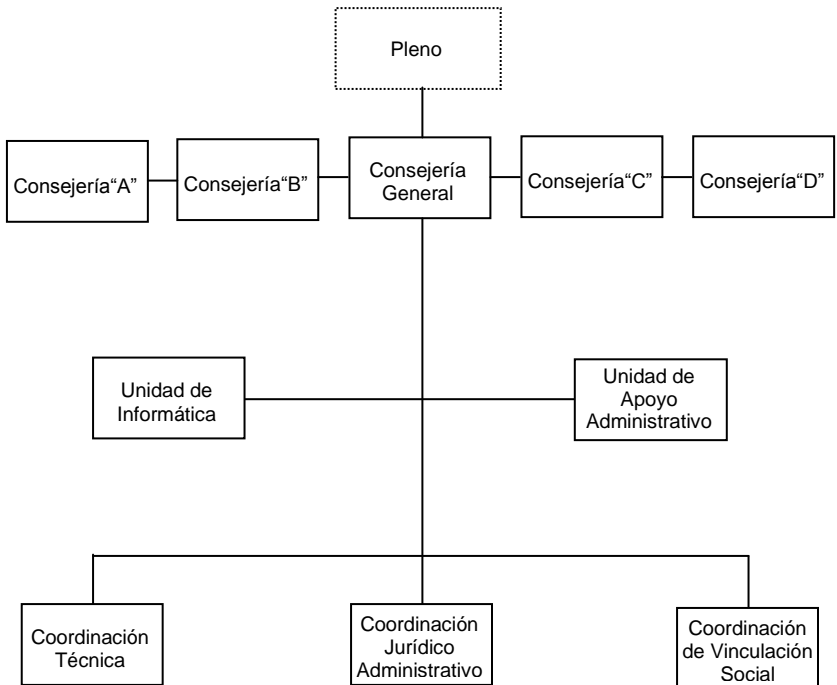 Pleno
Consejería“A”
Consejería“B”
Consejería
General
Consejería“C”
Consejería“D”
Unidad de
Informática
Unidad de
Apoyo
Administrativo
Coordinación
Técnica
Coordinación
Jurídico
Administrativo
Coordinación
de Vinculación
Social